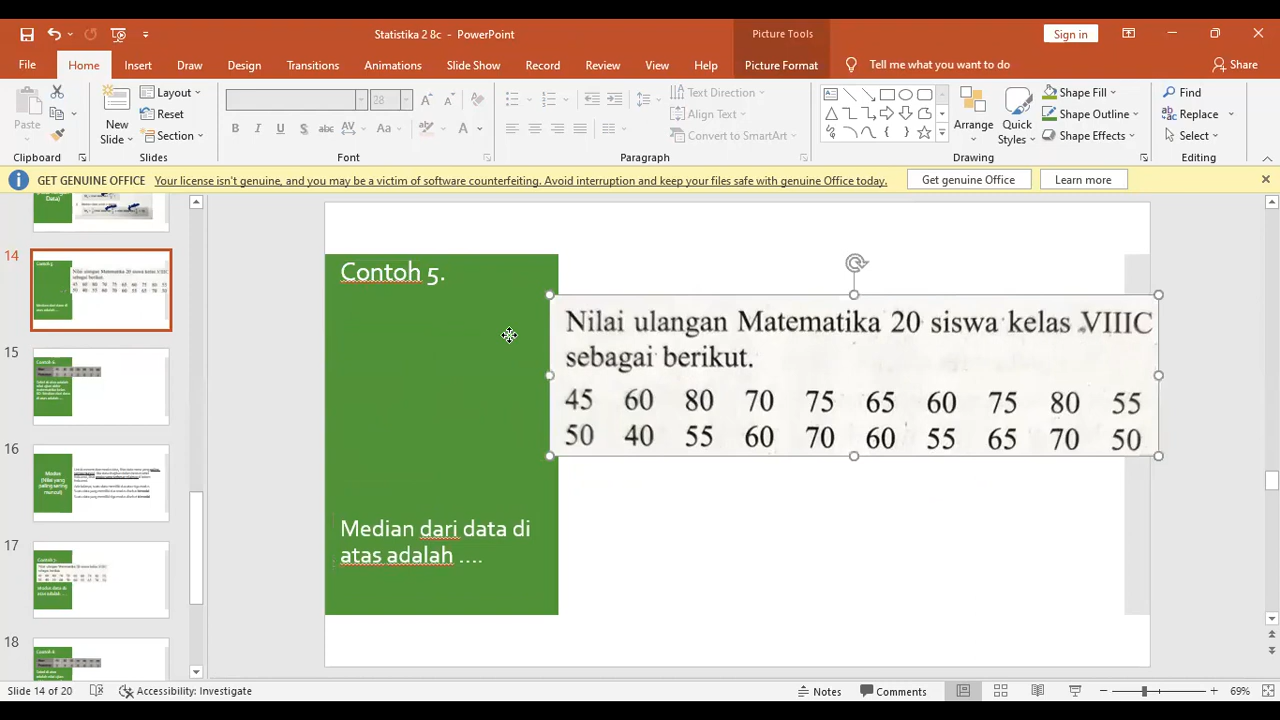 Statistika 2 8c - PowerPoint
Picture Tools
Sign in
File
Home
Insert
Draw
Design
Transitions
Animations
Slide Show
Record
Review
View
Help
Picture Format
Tell me what you want to do
Share
Paste
New Slide
Layout
Reset
Section
28
Text Direction
Align Text
Convert to SmartArt
Arrange
Quick Styles
Shape Fill
Shape Outline
Shape Effects
Find
Replace
Select
Clipboard
Slides
Font
Paragraph
Drawing
Editing
GET GENUINE OFFICE Your license isn't genuine, and you may be a victim of software counterfeiting. Avoid interruption and keep your files safe with genuine Office today.
Get genuine Office
Learn more
14
15
16
17
18
Contoh 5.
Nilai ulangan Matematika 20 siswa kelas VIIIC
sebagai berikut.
45 60 80 70 75 65 60 75 80 55
50 40 55 60 70 60 55 65 70 50
Median dari data di
atas adalah ....
Slide 14 of 20
Accessibility: Investigate
Notes
Comments
69%